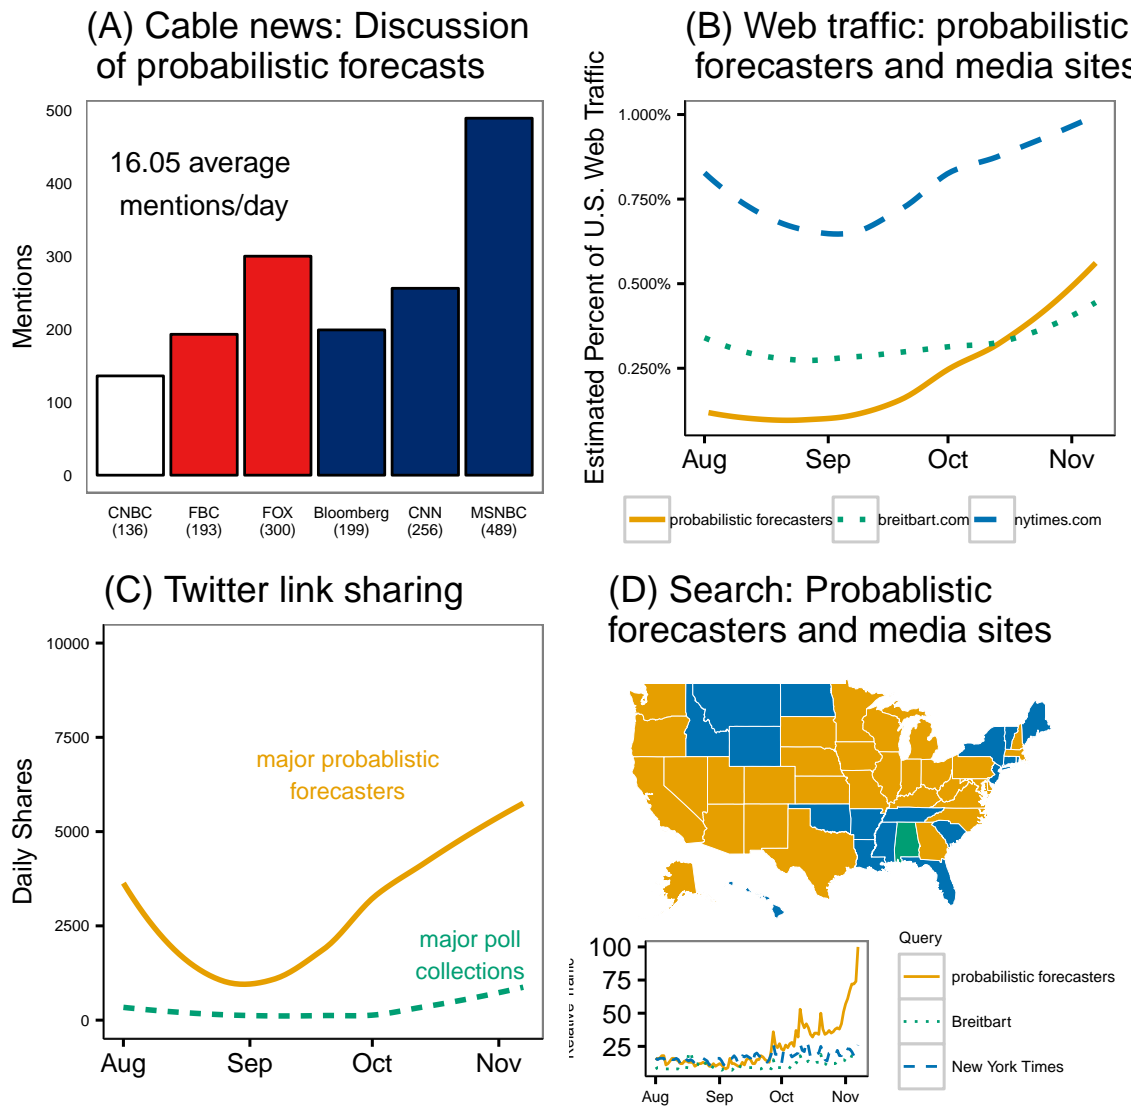 (A) Cable news: Discussion
of probabilistic forecasts
500
400
300
200
100
0
Mentions
16.05 average
mentions/day
CNBC
(136)
FBC
(193)
FOX
(300)
Bloomberg
(199)
CNN
(256)
MSNBC
(489)
(B) Web traffic: probabilistic
forecasters and media sites
Estimated Percent of U.S. Web Traffic
1.000%
0.750%
0.500%
0.250%
Aug
Sep
Oct
Nov
probabilistic forecasters
breitbart.com
nytimes.com
(C) Twitter link sharing
10000
7500
5000
2500
0
Daily Shares
major probablistic
forecasters
major poll
collections
Aug
Sep
Oct
Nov
(D) Search: Probablistic
forecasters and media sites
Relative Traffic
100
75
50
25
Aug
Sep
Oct
Nov
Query
probabilistic forecasters
Breitbart
New York Times